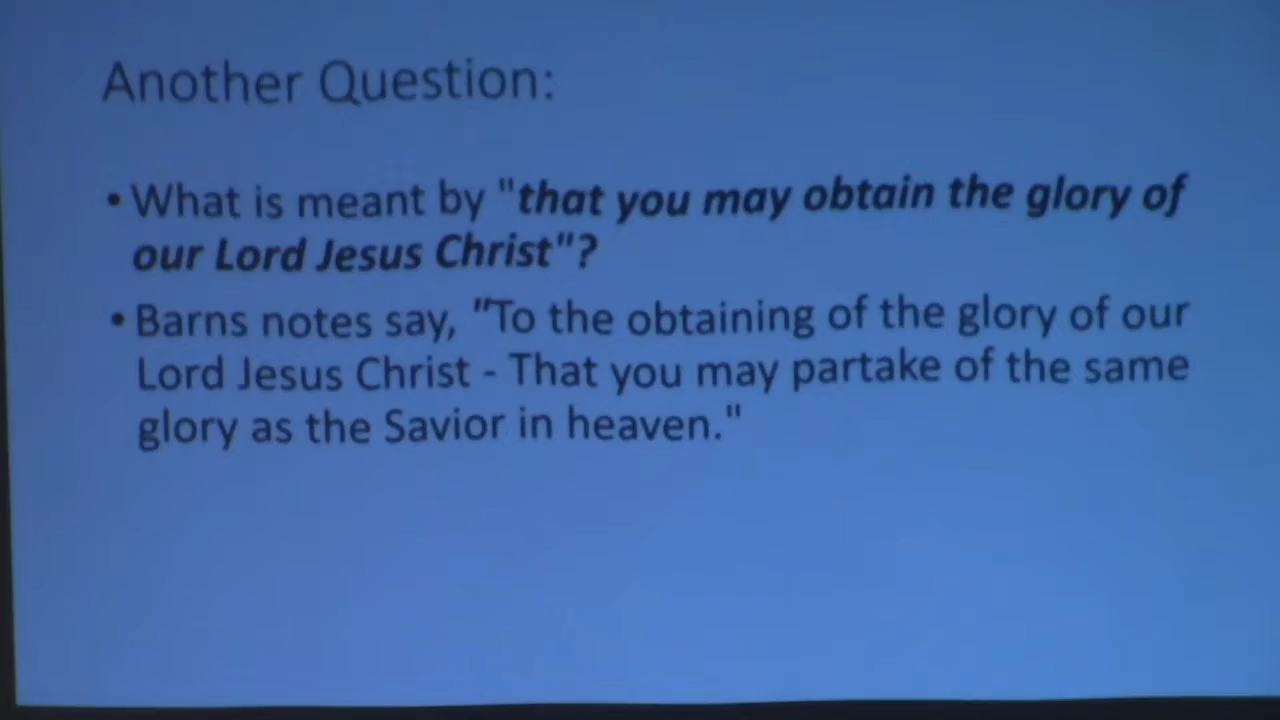 Another Question:
• What is meant by "that you may obtain the glory of
our Lord Jesus Christ"?
• Barns notes say, "To the obtaining of the glory of our
Lord Jesus Christ - That you may partake of the same
glory as the Savior in heaven."